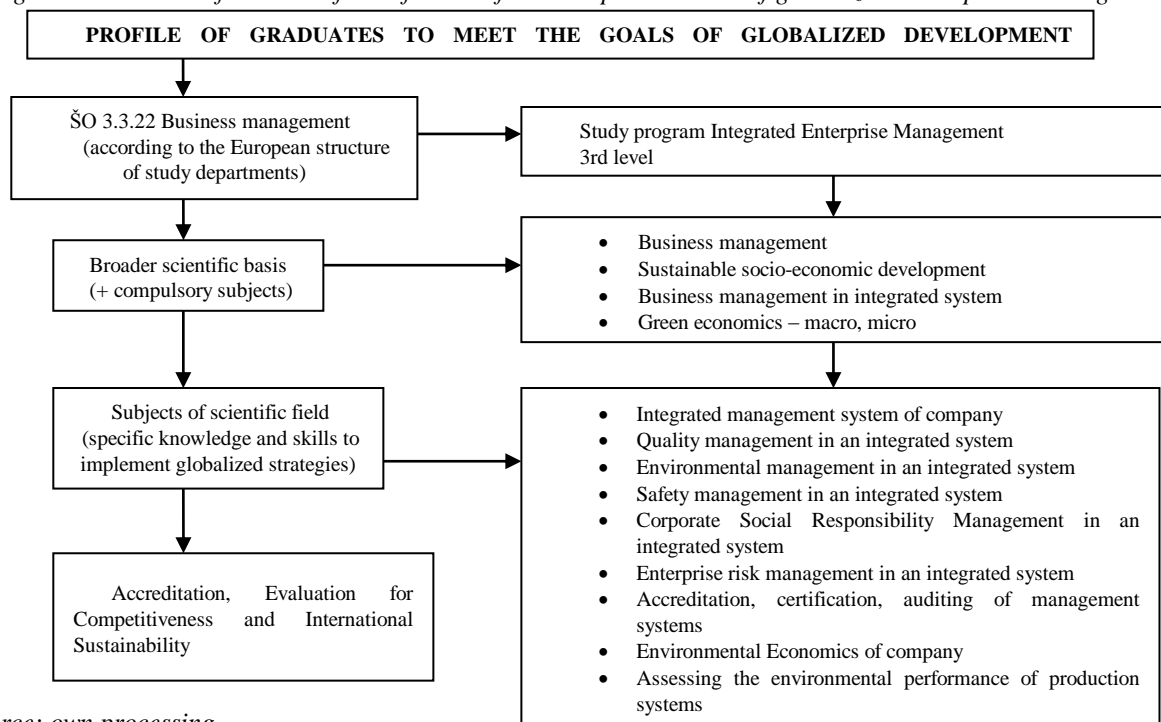 PROFILE OF GRADUATES TO MEET THE GOALS OF GLOBALIZED DEVELOPMENT
ŠO 3.3.22 Business management
(according to the European structure
of study departments)
Study program Integrated Enterprise Management
3rd level
Broader scientific basis
(+ compulsory subjects)
• Business management
• Sustainable socio-economic development
• Business management in integrated system
• Green economics – macro, micro
Subjects of scientific field
(specific knowledge and skills to
implement globalized strategies)
• Integrated management system of company
• Quality management in an integrated system
• Environmental management in an integrated system
• Safety management in an integrated system
• Corporate Social Responsibility Management in an
integrated system
• Enterprise risk management in an integrated system
• Accreditation, certification, auditing of management
systems
• Environmental Economics of company
• Assessing the environmental performance of production
systems
Accreditation, Evaluation for
Competitiveness and International
Sustainability
own processing